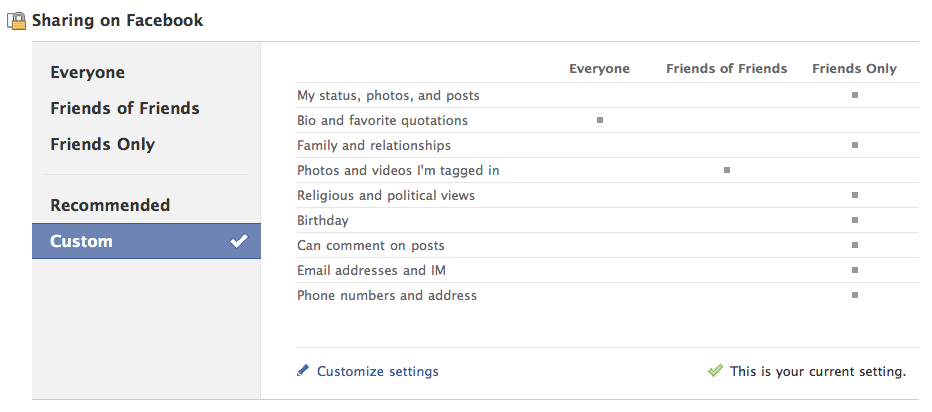 Sharing on Facebook
Everyone
Friends of Friends
Friends Only
Recommended
Custom
Everyone Friends of Friends Friends Only
My status, photos, and posts
Bio and favorite quotations
Family and relationships
Photos and videos I'm tagged in
Religious and political views
Birthday
Can comment on posts
Email addresses and IM
Phone numbers and address
Customize settings
This is your current setting.